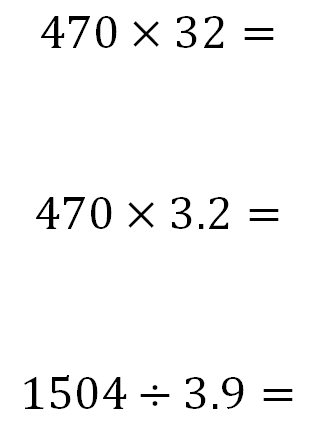 470 × 32 =
470 × 3.2 =
1504 ÷ 3.9 =